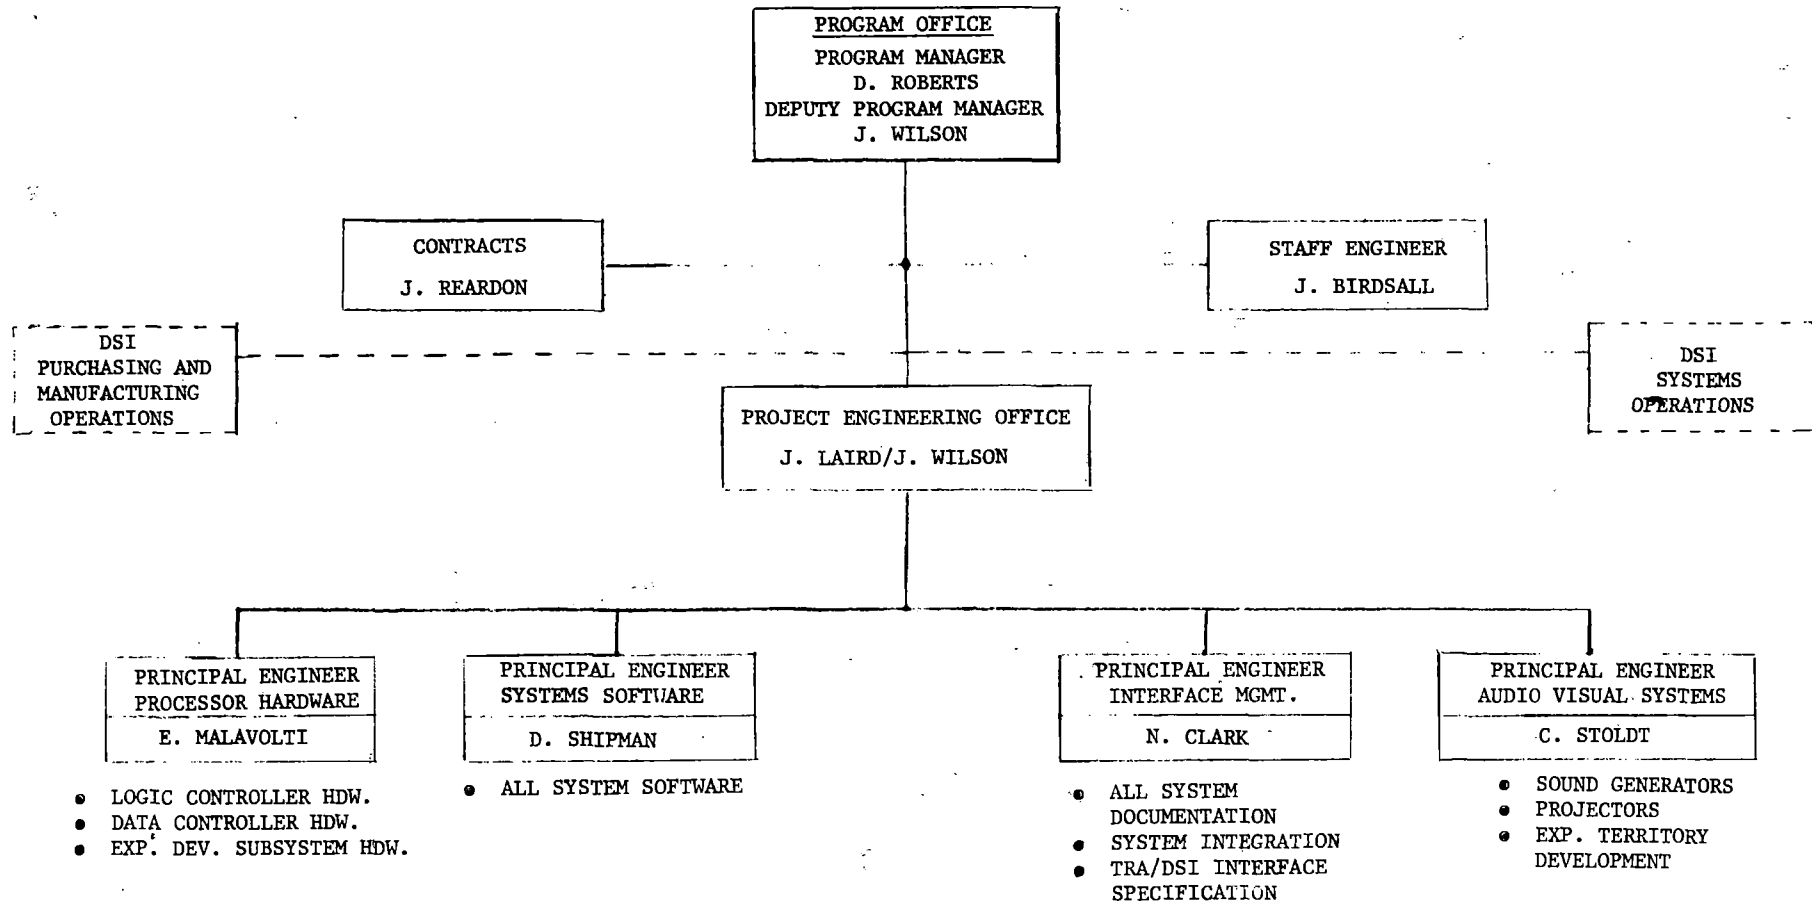 PROGRAM OFFICE
PROGRAM MANAGER
D. ROBERTS
DEPUTY PROGRAM MANAGER
J. WILSON
CONTRACTS
J. REARDON
STAFF ENGINEER
J. BIRDSALL
DSI
PURCHASING AND
MANUFACTURING
OPERATIONS
DSI
SYSTEMS
OPERATIONS
PROJECT ENGINEERING OFFICE
J. LAIRD/J. WILSON
PRINCIPAL ENGINEER
PROCESSOR HARDWARE
E. MALAVOLTI
• LOGIC CONTROLLER HDW.
• DATA CONTROLLER HDW.
• EXP. DEV. SUBSYSTEM HDW.
PRINCIPAL ENGINEER
SYSTEMS SOFTWARE
D. SHIPMAN
• ALL SYSTEM SOFTWARE
PRINCIPAL ENGINEER
INTERFACE MGMT.
N. CLARK
• ALL SYSTEM
DOCUMENTATION
• SYSTEM INTEGRATION
• TRA/DSI INTERFACE
SPECIFICATION
PRINCIPAL ENGINEER
AUDIO VISUAL SYSTEMS
C. STOLDT
• SOUND GENERATORS
• PROJECTORS
• EXP. TERRITORY
DEVELOPMENT